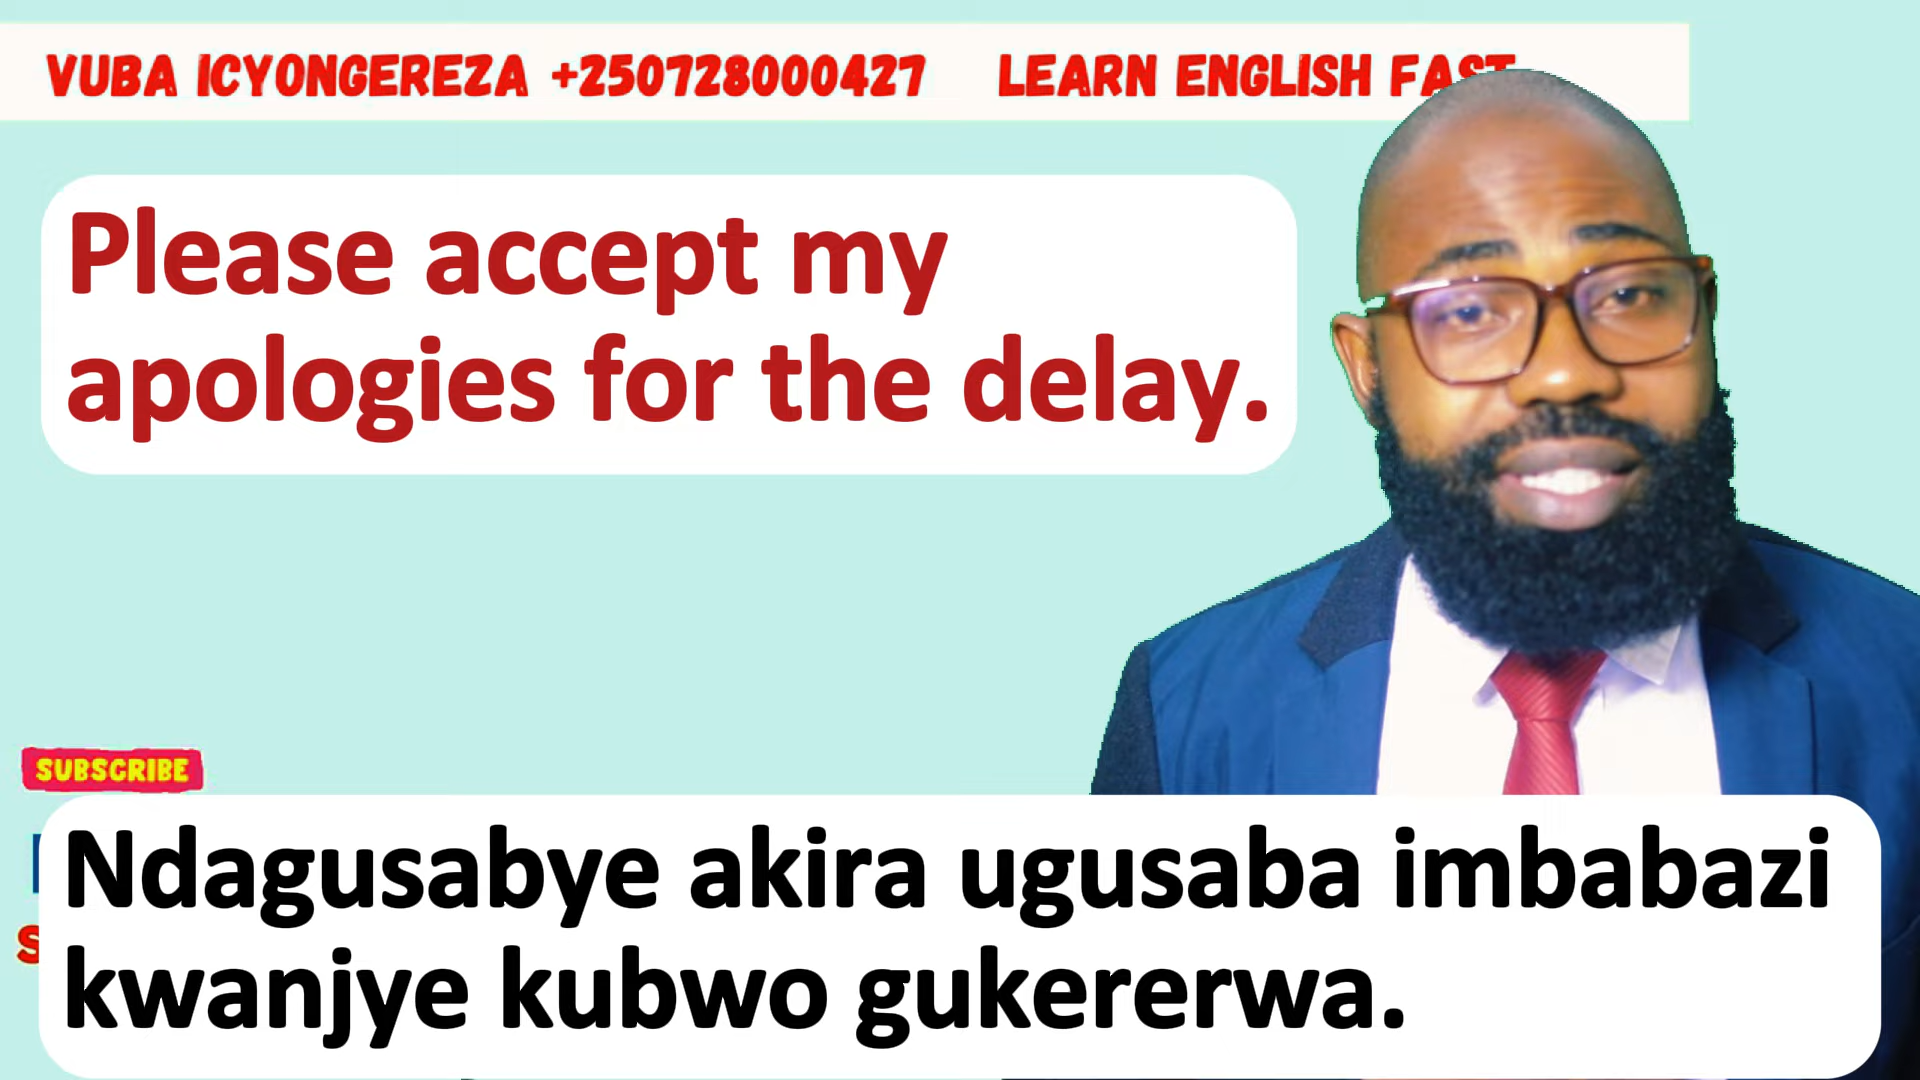 VUBA ICYONGEREZA +250728000427 LEARN ENGLISH FAST
Please accept my
apologies for the delay.
SUBSCRIBE
Ndagusabye akira ugusaba imbabazi
kwanjye kubwo gukererwa.